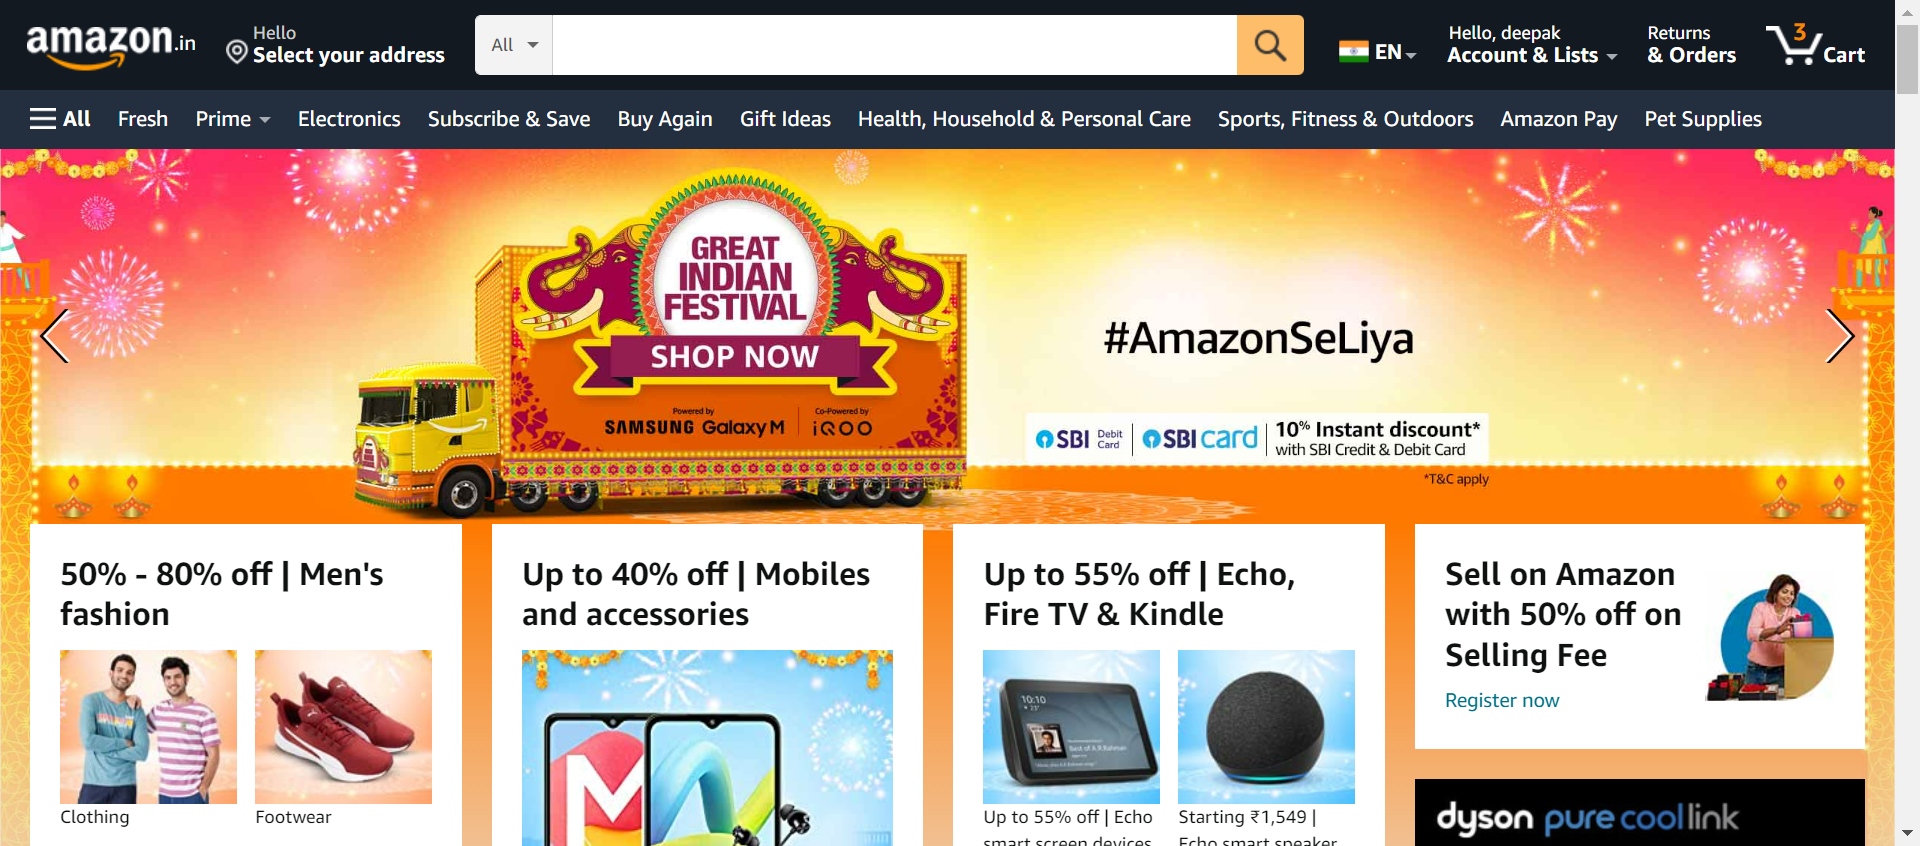 amazon.in
Hello
Select your address
All
EN
Hello, deepak
Account & Lists
Returns
& Orders
3
Cart
All
Fresh
Prime
Electronics
Subscribe & Save
Buy Again
Gift Ideas
Health, Household & Personal Care
Sports, Fitness & Outdoors
Amazon Pay
Pet Supplies
GREAT
INDIAN
FESTIVAL
SHOP NOW
Powered by
SAMSUNG Galaxy M
Co-Powered by
iQOO
#AmazonSeLiya
SBI Debit Card
SBI card
10% Instant discount*
with SBI Credit & Debit Card
*T&C apply
50% - 80% off | Men's
fashion
Clothing
Footwear
Up to 40% off | Mobiles
and accessories
Up to 55% off | Echo,
Fire TV & Kindle
10:10
Best of A.R.Rahman
Up to 55% off | Echo
smart screen devices
Starting ₹1,549 |
Echo smart speaker
Sell on Amazon
with 50% off on
Selling Fee
Register now
dyson pure cool link